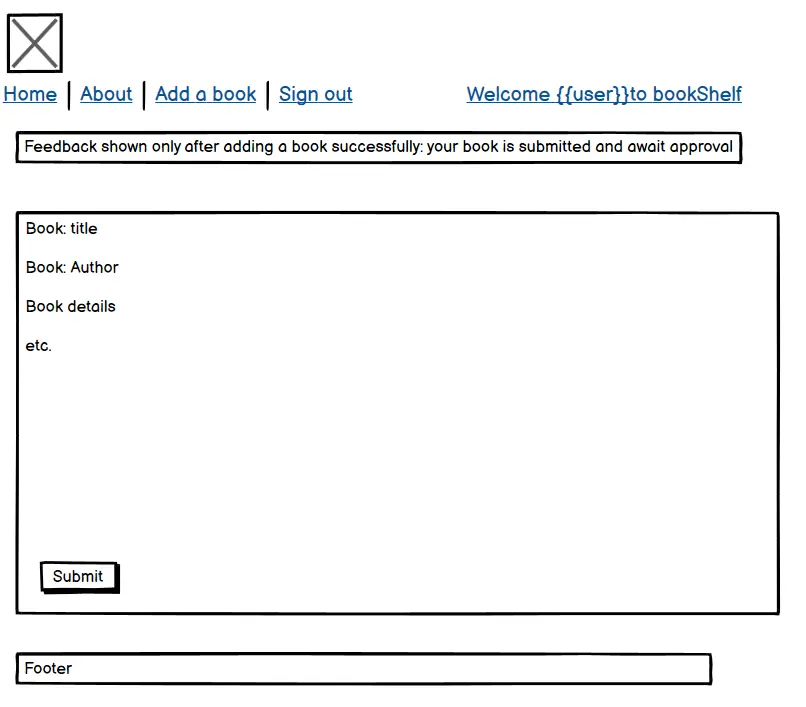 Home | About | Add a book | Sign out Welcome {{user}}to bookShelf
Feedback shown only after adding a book successfully: your book is submitted and await approval
Book: title
Book: Author
Book details
etc.
Submit
Footer